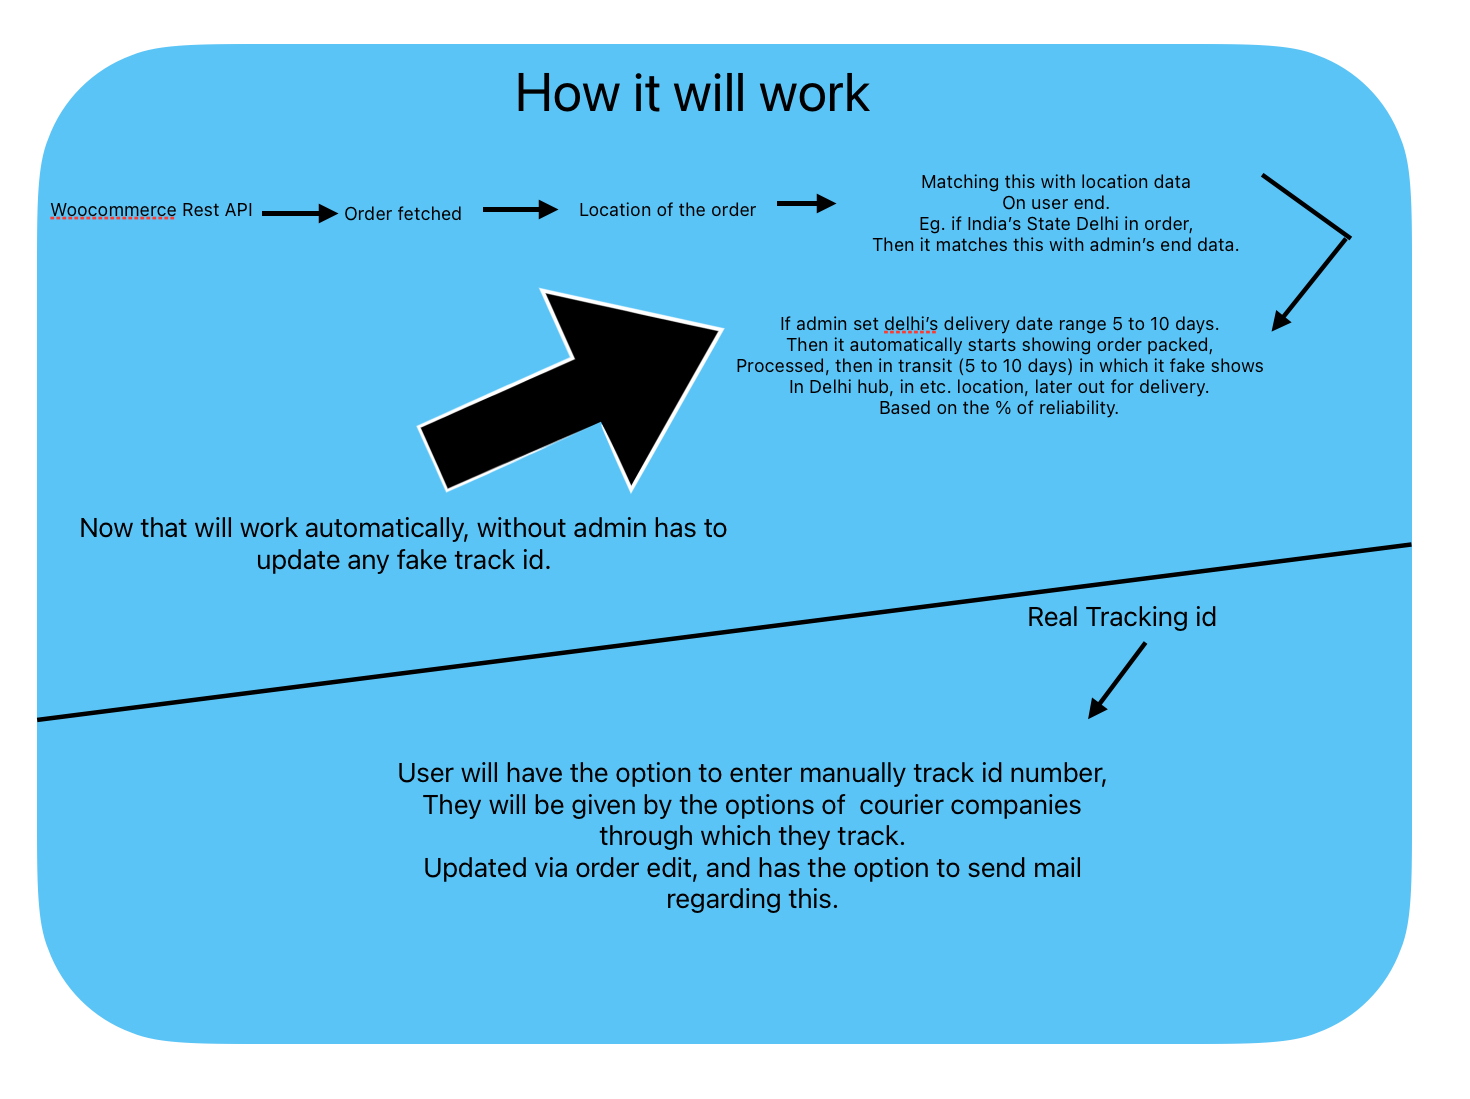 How it will work
Woocommerce Rest API
Order fetched
Location of the order
Matching this with location data
On user end.
Eg. if India’s State Delhi in order,
Then it matches this with admin’s end data.
If admin set delhi’s delivery date range 5 to 10 days.
Then it automatically starts showing order packed,
Processed, then in transit (5 to 10 days) in which it fake shows
In Delhi hub, in etc. location, later out for delivery.
Based on the % of reliability.
Now that will work automatically, without admin has to
update any fake track id.
Real Tracking id
User will have the option to enter manually track id number,
They will be given by the options of  courier companies
through which they track.
Updated via order edit, and has the option to send mail
regarding this.